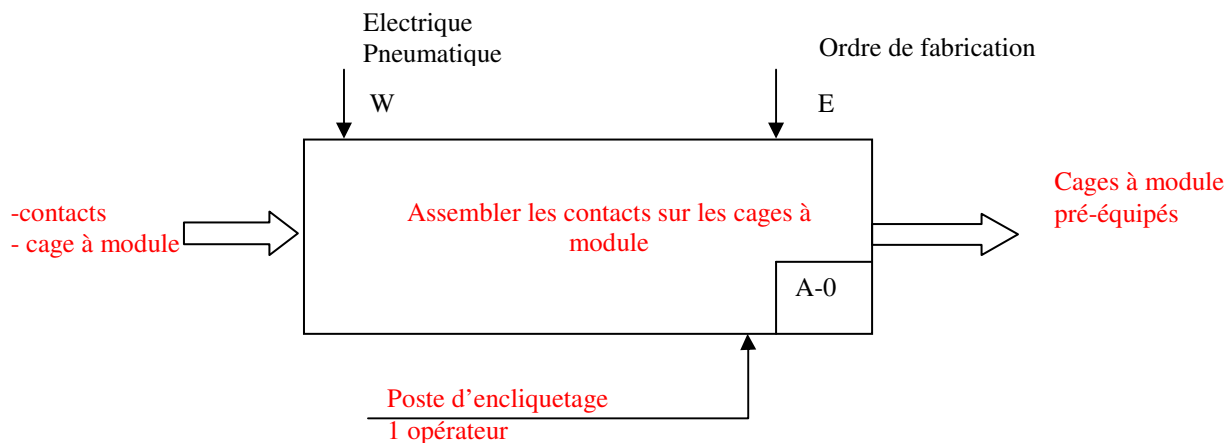 Electrique
Pneumatique
Ordre de fabrication
W
E
-contacts
- cage à module
Assembler les contacts sur les cages à
module
Cages à module
pré-équipés
A-0
Poste d’encliquetage
1 opérateur